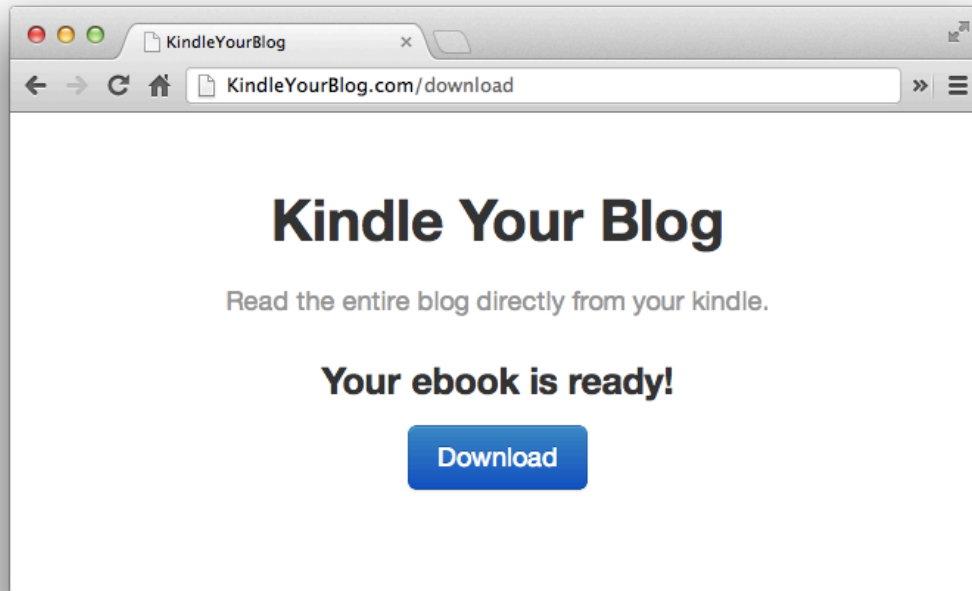 KindleYourBlog
KindleYourBlog.com/download
Kindle Your Blog
Read the entire blog directly from your kindle.
Your ebook is ready!
Download